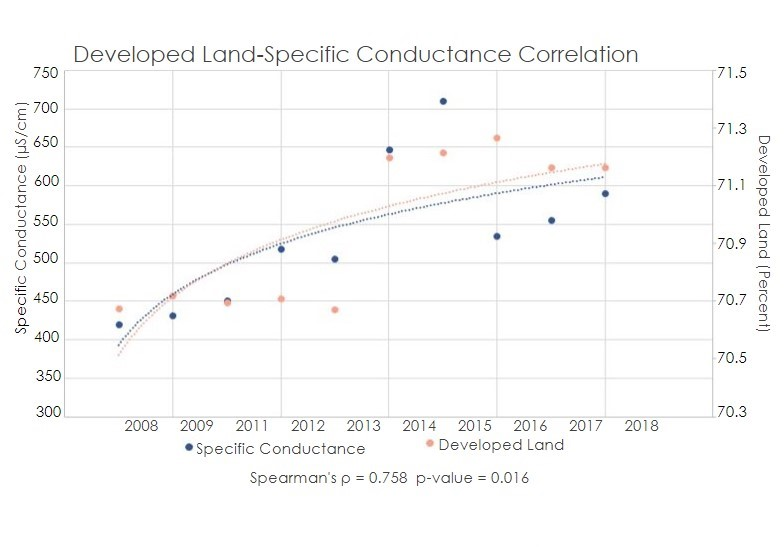 Developed Land-Specific Conductance Correlation
750
700
650
600
550
500
450
400
350
300
Specific Conductance (µS/cm)
71.5
71.3
71.1
70.9
70.7
70.5
70.3
Developed Land (Percent)
2008 2009 2011 2012 2013 2014 2015 2016 2017 2018
Specific Conductance Developed Land
Spearman's ρ = 0.758 p-value = 0.016